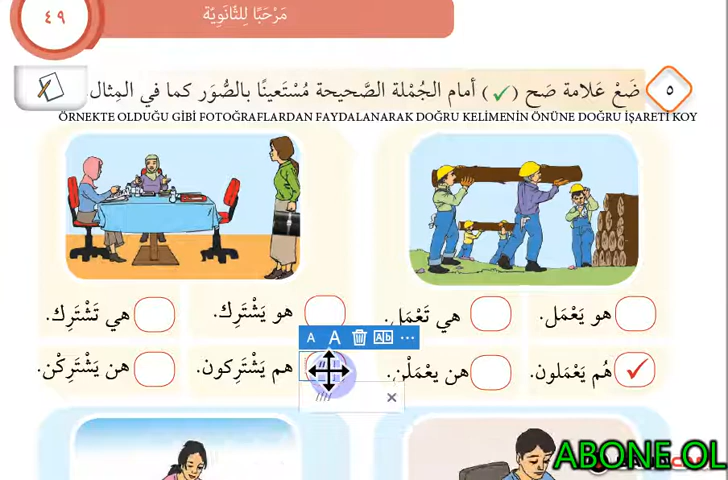 مَرْحَبًا لِلثَّانَوِيّة
٤٩
٥ ضَعْ عَلامة صَح (✓) أمام الجُمْلة الصَّحيحة مُسْتَعينًا بالصُّوَر كما في المِثال
ÖRNEKTE OLDUĞU GİBİ FOTOĞRAFLARDAN FAYDALANARAK DOĞRU KELİMENİN ÖNÜNE DOĞRU İŞARETİ KOY
هو يَعْمَل.
هي تَعْمَل.
هو يَشْتَرِك.
هي تَشْتَرِك.
هُم يَعْمَلون.
هن يعْمَلْن.
هم يَشْتَرِكون.
هن يَشْتَرِكْن.
A A Ab ...
ABONE OL